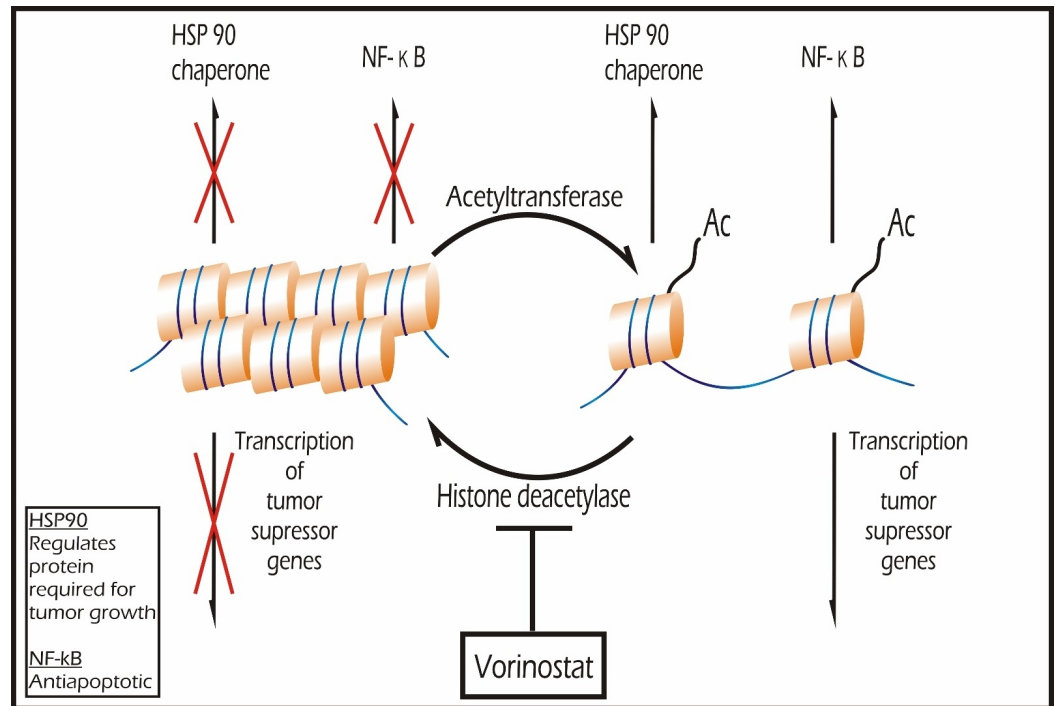 HSP 90
chaperone
NF- κ B
HSP 90
chaperone
NF- κ B
Acetyltransferase
Ac
Ac
Transcription
of
tumor
supressor
genes
Histone deacetylase
Transcription
of
tumor
supressor
genes
HSP90
Regulates
protein
required for
tumor growth
NF-kB
Antiapoptotic
Vorinostat